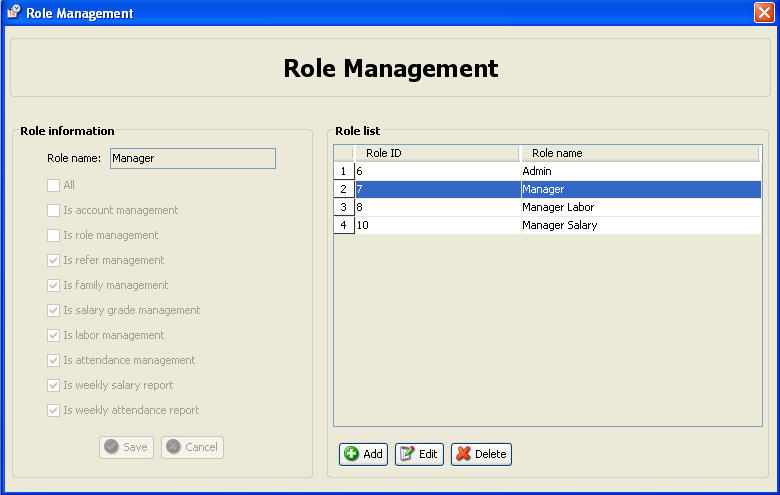 Role Management
Role Management
Role information
Role name: Manager
All
Is account management
Is role management
Is refer management
Is family management
Is salary grade management
Is labor management
Is attendance management
Is weekly salary report
Is weekly attendance report
Save Cancel
Role list
Role ID Role name
1 6 Admin
2 7 Manager
3 8 Manager Labor
4 10 Manager Salary
Add Edit Delete